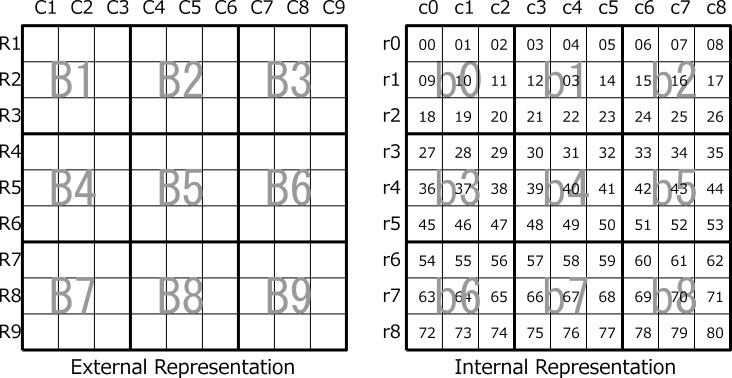 C1 C2 C3 C4 C5 C6 C7 C8 C9 c0 c1 c2 c3 c4 c5 c6 c7 c8
R1 r0 00 01 02 03 04 05 06 07 08
R2 B1 B2 B3 r1 09 10 11 12 03 14 15 16 17 b0 b1 b2
R3 r2 18 19 20 21 22 23 24 25 26
R4 r3 27 28 29 30 31 32 33 34 35
R5 B4 B5 B6 r4 36 37 38 39 40 41 42 43 44 b3 b4 b5
R6 r5 45 46 47 48 49 50 51 52 53
R7 r6 54 55 56 57 58 59 60 61 62
R8 B7 B8 B9 r7 63 64 65 66 67 68 69 70 71 b6 b7 b8
R9 r8 72 73 74 75 76 77 78 79 80
External Representation Internal Representation